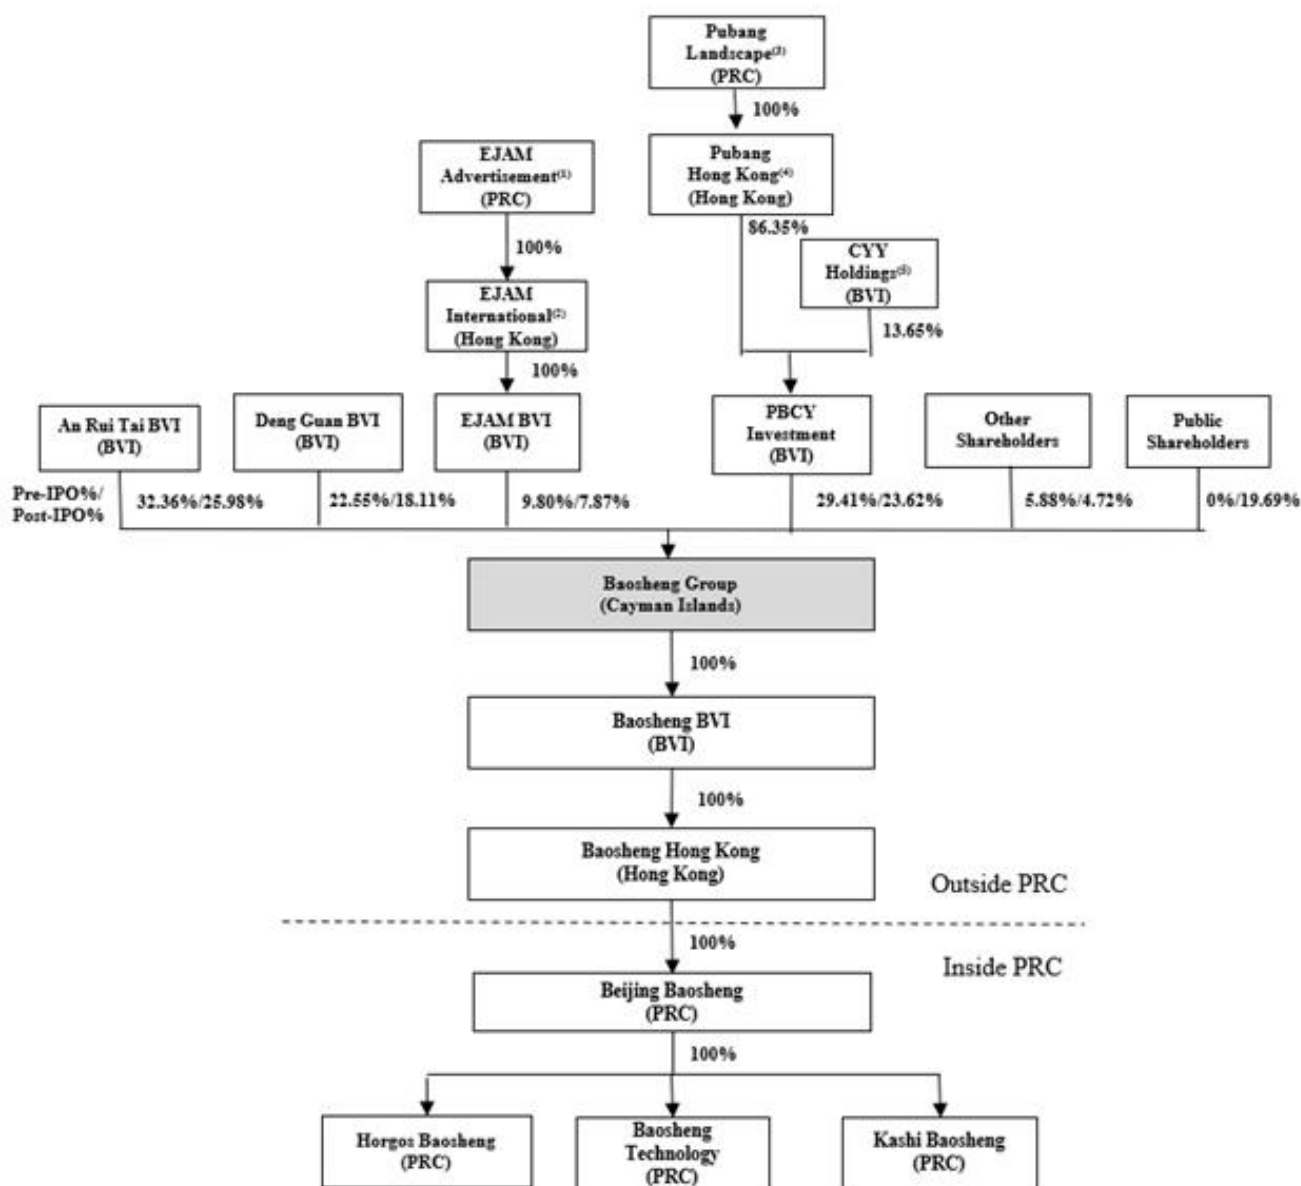 Pubang
Landscape(3)
(PRC)
100%
EJAM
Advertisement(1)
(PRC)
Pubang
Hong Kong(4)
(Hong Kong)
86.35%
100%
CYY
Holdings(5)
(BVI)
EJAM
International(2)
(Hong Kong)
13.65%
100%
An Rui Tai BVI
(BVI)
Deng Guan BVI
(BVI)
EJAM BVI
(BVI)
PBCY
Investment
(BVI)
Other
Shareholders
Public
Shareholders
Pre-IPO%/
Post-IPO%
32.36%/25.98%
22.55%/18.11%
9.80%/7.87%
29.41%/23.62%
5.88%/4.72%
0%/19.69%
Baosheng Group
(Cayman Islands)
100%
Baosheng BVI
(BVI)
100%
Baosheng Hong Kong
(Hong Kong)
Outside PRC
100%
Inside PRC
Beijing Baosheng
(PRC)
100%
Horgos Baosheng
(PRC)
Baosheng
Technology
(PRC)
Kashi Baosheng
(PRC)